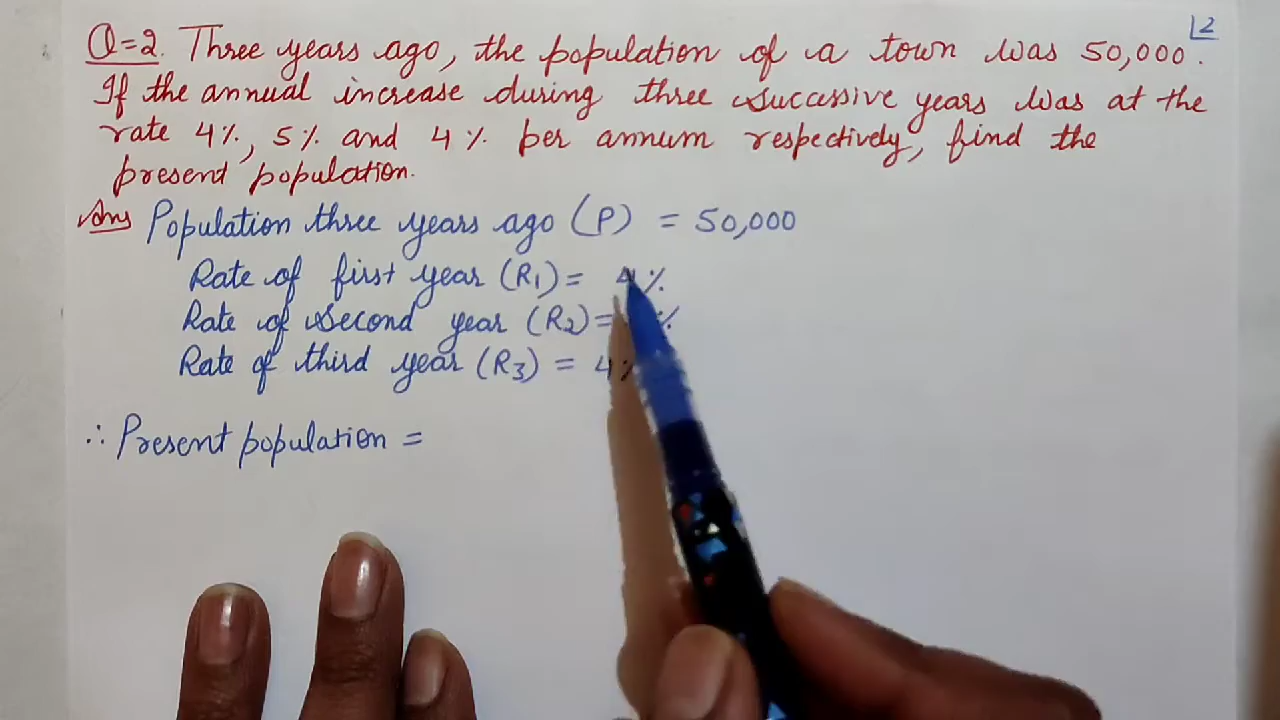 2
Q=2. Three years ago, the population of a town was 50,000.
If the annual increase during three successive years was at the
rate 4%, 5% and 4% per annum respectively, find the
present population.
Ans Population three years ago (P) = 50,000
Rate of first year (R1) = 4%
Rate of second year (R2) = %
Rate of third year (R3) = 4%
∴ Present population =